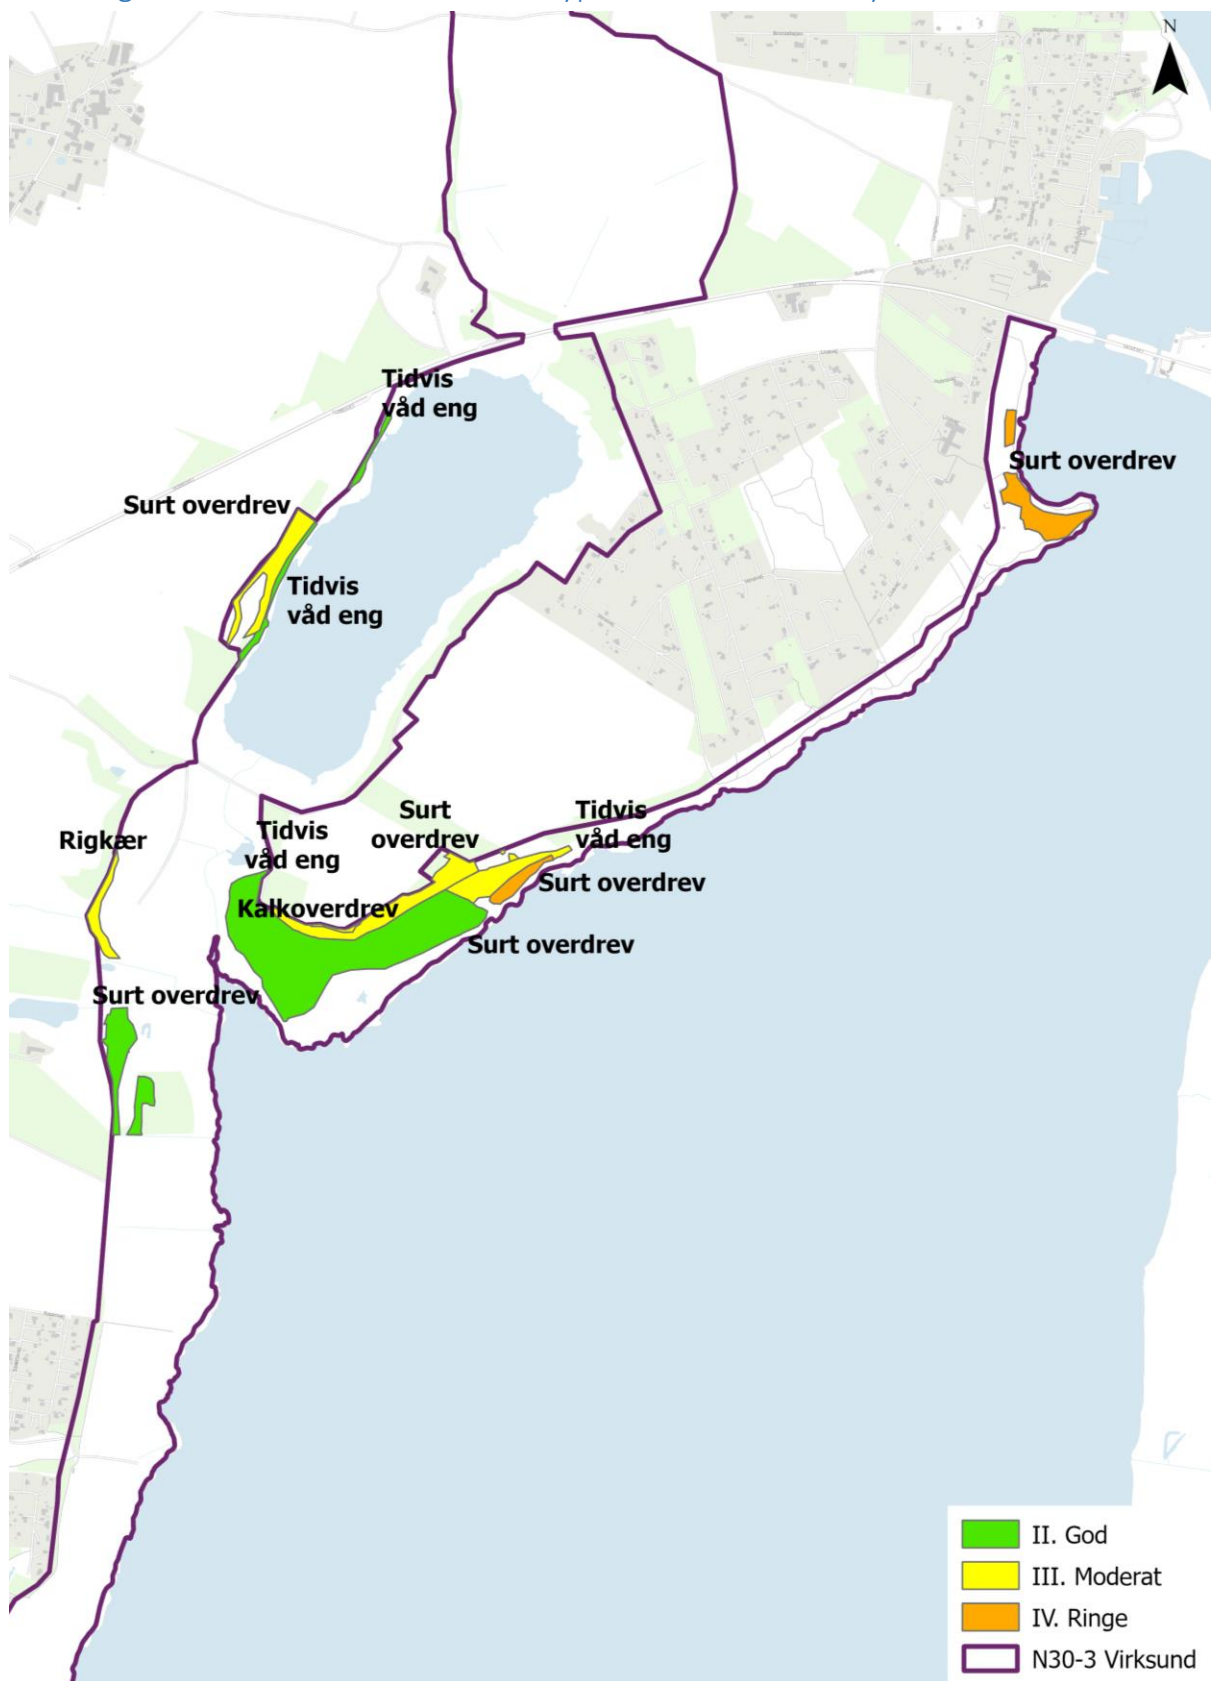 N
Tidvis
våd eng
Surt overdrev
Surt overdrev
Tidvis
våd eng
Surt
overdrev
Tidvis
våd eng
Rigkær
Tidvis
våd eng
Surt overdrev
Kalkoverdrev
Surt overdrev
Surt overdrev
II. God
III. Moderat
IV. Ringe
N30-3 Virksund